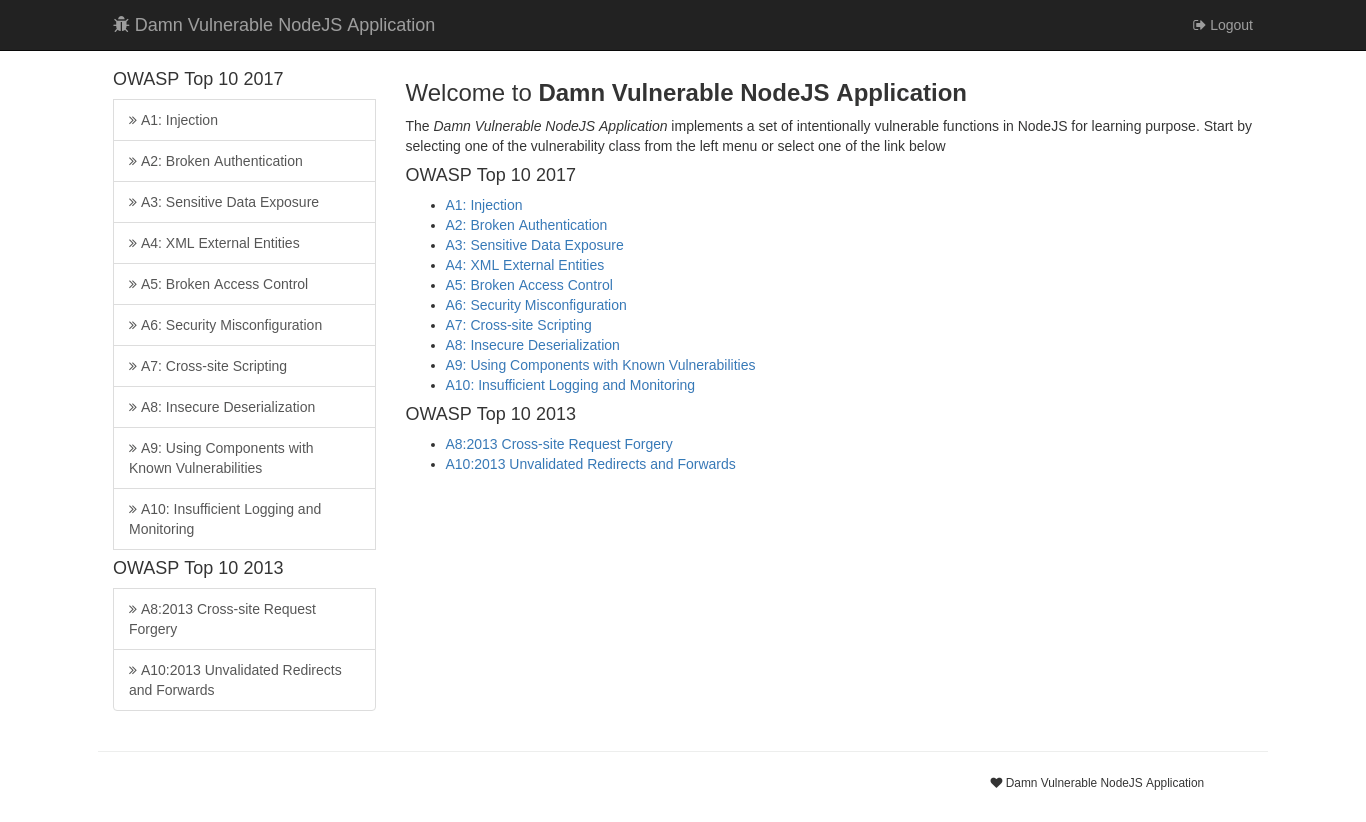 Damn Vulnerable NodeJS Application
Logout
OWASP Top 10 2017
» A1: Injection
» A2: Broken Authentication
» A3: Sensitive Data Exposure
» A4: XML External Entities
» A5: Broken Access Control
» A6: Security Misconfiguration
» A7: Cross-site Scripting
» A8: Insecure Deserialization
» A9: Using Components with
Known Vulnerabilities
» A10: Insufficient Logging and
Monitoring
OWASP Top 10 2013
» A8:2013 Cross-site Request
Forgery
» A10:2013 Unvalidated Redirects
and Forwards
Welcome to Damn Vulnerable NodeJS Application
The Damn Vulnerable NodeJS Application implements a set of intentionally vulnerable functions in NodeJS for learning purpose. Start by
selecting one of the vulnerability class from the left menu or select one of the link below
OWASP Top 10 2017
• A1: Injection
• A2: Broken Authentication
• A3: Sensitive Data Exposure
• A4: XML External Entities
• A5: Broken Access Control
• A6: Security Misconfiguration
• A7: Cross-site Scripting
• A8: Insecure Deserialization
• A9: Using Components with Known Vulnerabilities
• A10: Insufficient Logging and Monitoring
OWASP Top 10 2013
• A8:2013 Cross-site Request Forgery
• A10:2013 Unvalidated Redirects and Forwards
♥ Damn Vulnerable NodeJS Application